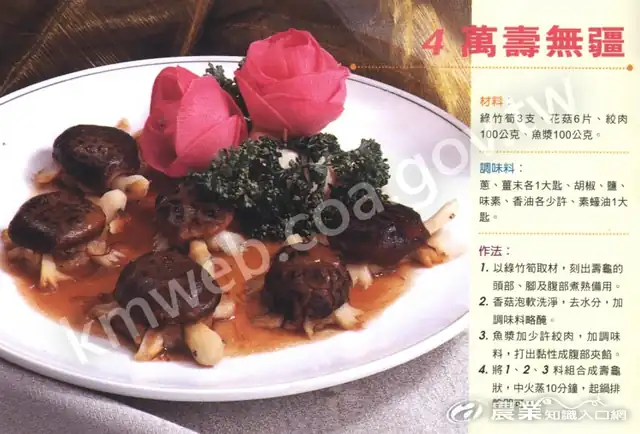 4 萬壽無疆
材料：
綠竹筍3支、花菇6片、絞肉
100公克、魚漿100公克。
調味料：
蔥、薑末各1大匙、胡椒、鹽、
味素、香油各少許、素蠔油1大
匙。
作法：
1. 以綠竹筍取材，刻出壽龜的
頭部、腳及腹部煮熟備用。
2. 香菇泡軟洗淨，去水分，加
調味料略醃。
3. 魚漿加少許絞肉，加調味
料，打出黏性成腹部夾餡。
4. 將1、2、3料組合成壽龜
狀，中火蒸10分鐘，起鍋排
kmweb.coa.gov.tw
農業知識入口網